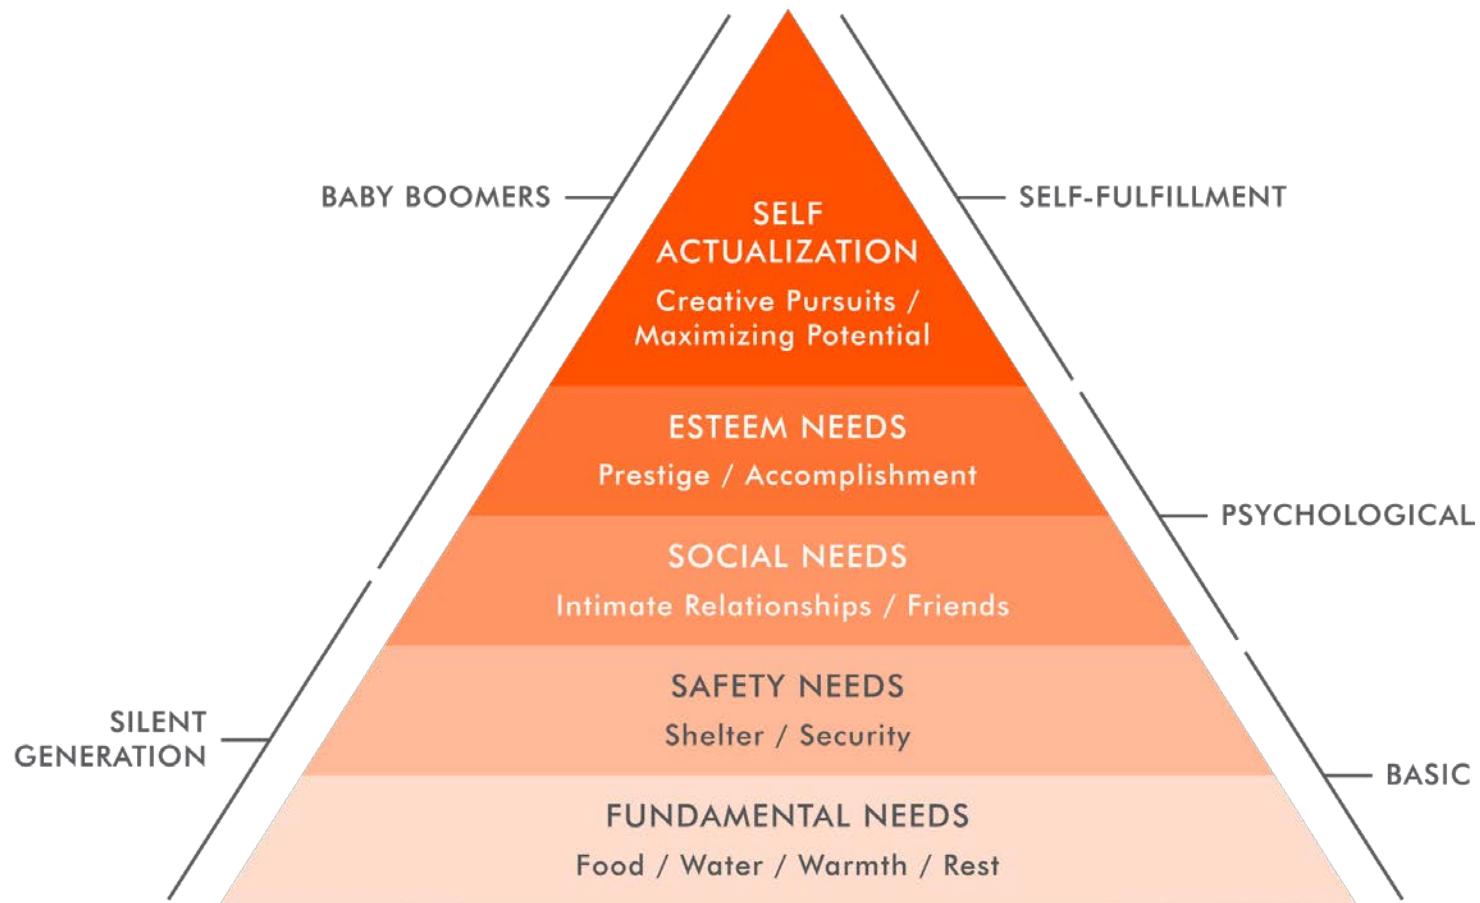 BABY BOOMERS
SELF-FULFILLMENT
SELF
ACTUALIZATION
Creative Pursuits /
Maximizing Potential
ESTEEM NEEDS
Prestige / Accomplishment
PSYCHOLOGICAL
SOCIAL NEEDS
Intimate Relationships / Friends
SAFETY NEEDS
Shelter / Security
SILENT
GENERATION
BASIC
FUNDAMENTAL NEEDS
Food / Water / Warmth / Rest